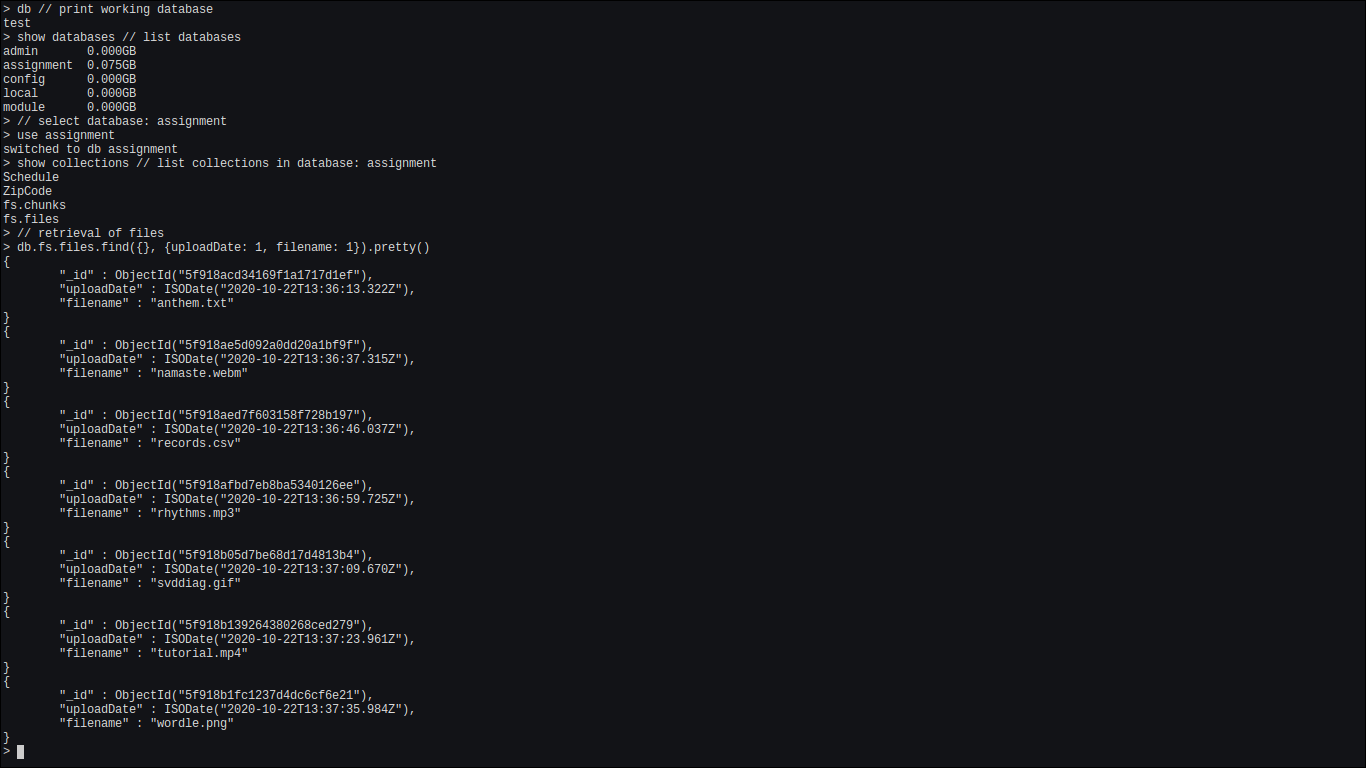 > db // print working database
test
> show databases // list databases
admin       0.000GB
assignment  0.075GB
config      0.000GB
local       0.000GB
module      0.000GB
> // select database: assignment
> use assignment
switched to db assignment
> show collections // list collections in database: assignment
Schedule
ZipCode
fs.chunks
fs.files
> // retrieval of files
> db.fs.files.find({}, {uploadDate: 1, filename: 1}).pretty()
{
        "_id" : ObjectId("5f918acd34169f1a1717d1ef"),
        "uploadDate" : ISODate("2020-10-22T13:36:13.322Z"),
        "filename" : "anthem.txt"
}
{
        "_id" : ObjectId("5f918ae5d092a0dd20a1bf9f"),
        "uploadDate" : ISODate("2020-10-22T13:36:37.315Z"),
        "filename" : "namaste.webm"
}
{
        "_id" : ObjectId("5f918aed7f603158f728b197"),
        "uploadDate" : ISODate("2020-10-22T13:36:46.037Z"),
        "filename" : "records.csv"
}
{
        "_id" : ObjectId("5f918afbd7eb8ba5340126ee"),
        "uploadDate" : ISODate("2020-10-22T13:36:59.725Z"),
        "filename" : "rhythms.mp3"
}
{
        "_id" : ObjectId("5f918b05d7be68d17d4813b4"),
        "uploadDate" : ISODate("2020-10-22T13:37:09.670Z"),
        "filename" : "svddiag.gif"
}
{
        "_id" : ObjectId("5f918b139264380268ced279"),
        "uploadDate" : ISODate("2020-10-22T13:37:23.961Z"),
        "filename" : "tutorial.mp4"
}
{
        "_id" : ObjectId("5f918b1fc1237d4dc6cf6e21"),
        "uploadDate" : ISODate("2020-10-22T13:37:35.984Z"),
        "filename" : "wordle.png"
}
>